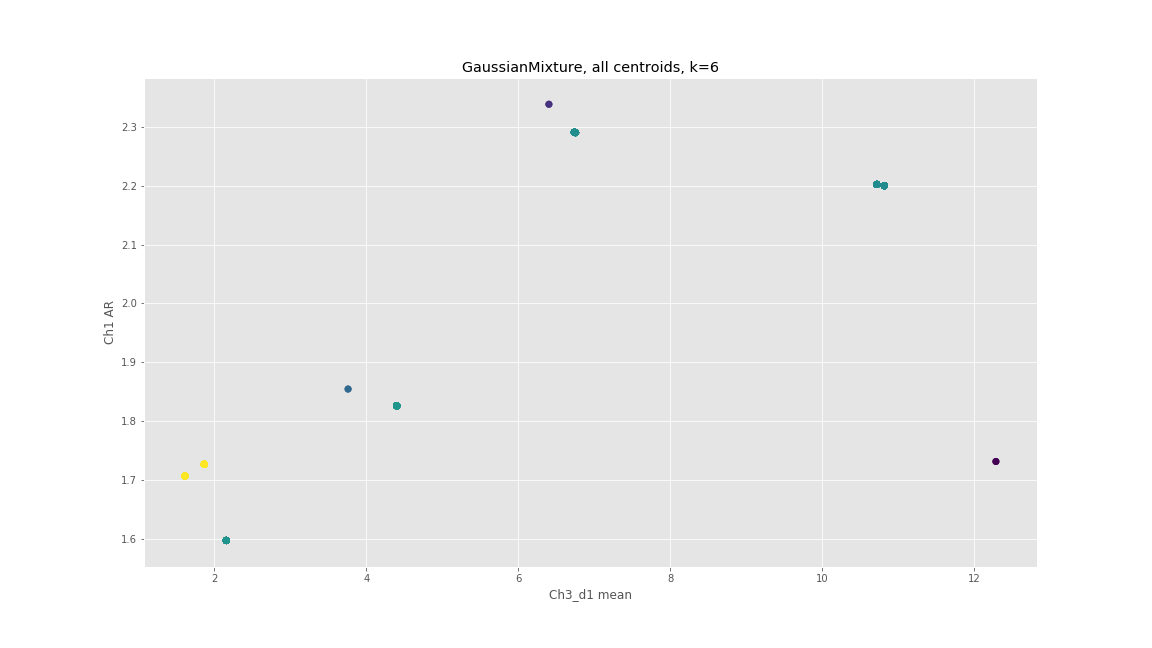 GaussianMixture, all centroids, k=6
Ch1 AR
2.3
2.2
2.1
2.0
1.9
1.8
1.7
1.6
2 4 6 8 10 12
Ch3_d1 mean